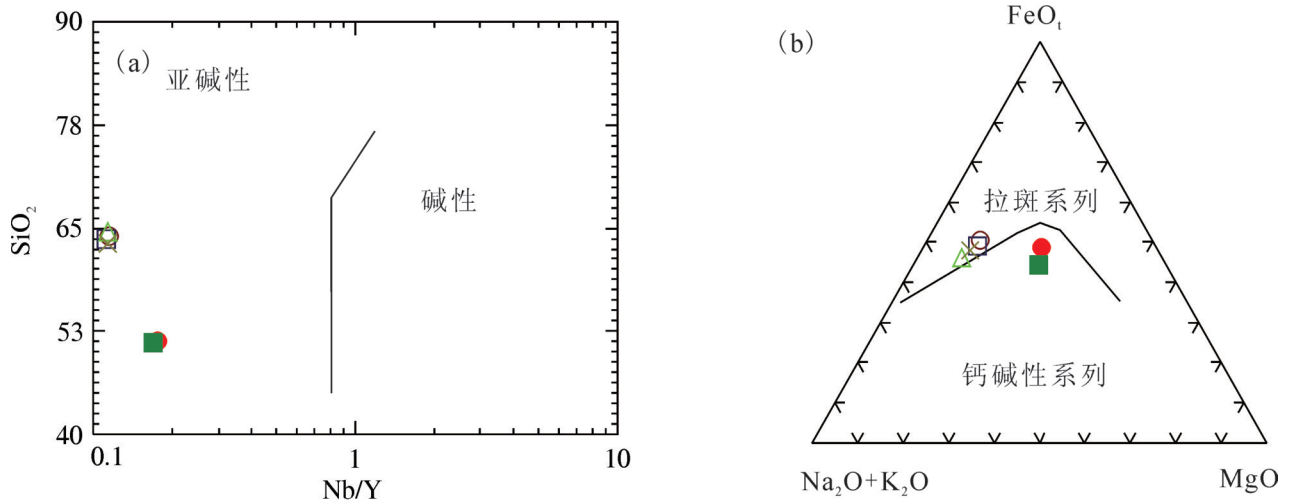 (a)
亚碱性
碱性
SiO₂
90
78
65
53
40
0.1
1
10
Nb/Y
(b)
FeOₜ
拉斑系列
钙碱性系列
Na₂O+K₂O
MgO